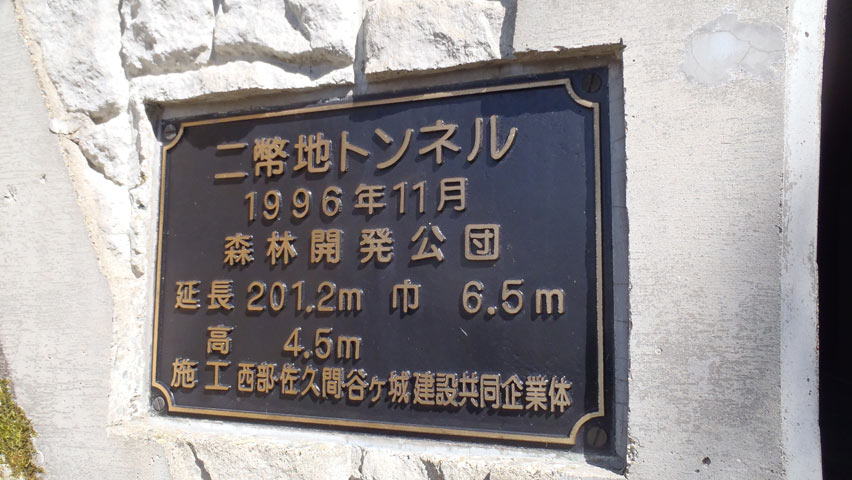 二幣地トンネル
1996年11月
森林開発公団
延長 201.2m 巾 6.5m
高 4.5m
施工 西部・佐久間・谷ヶ城建設共同企業体